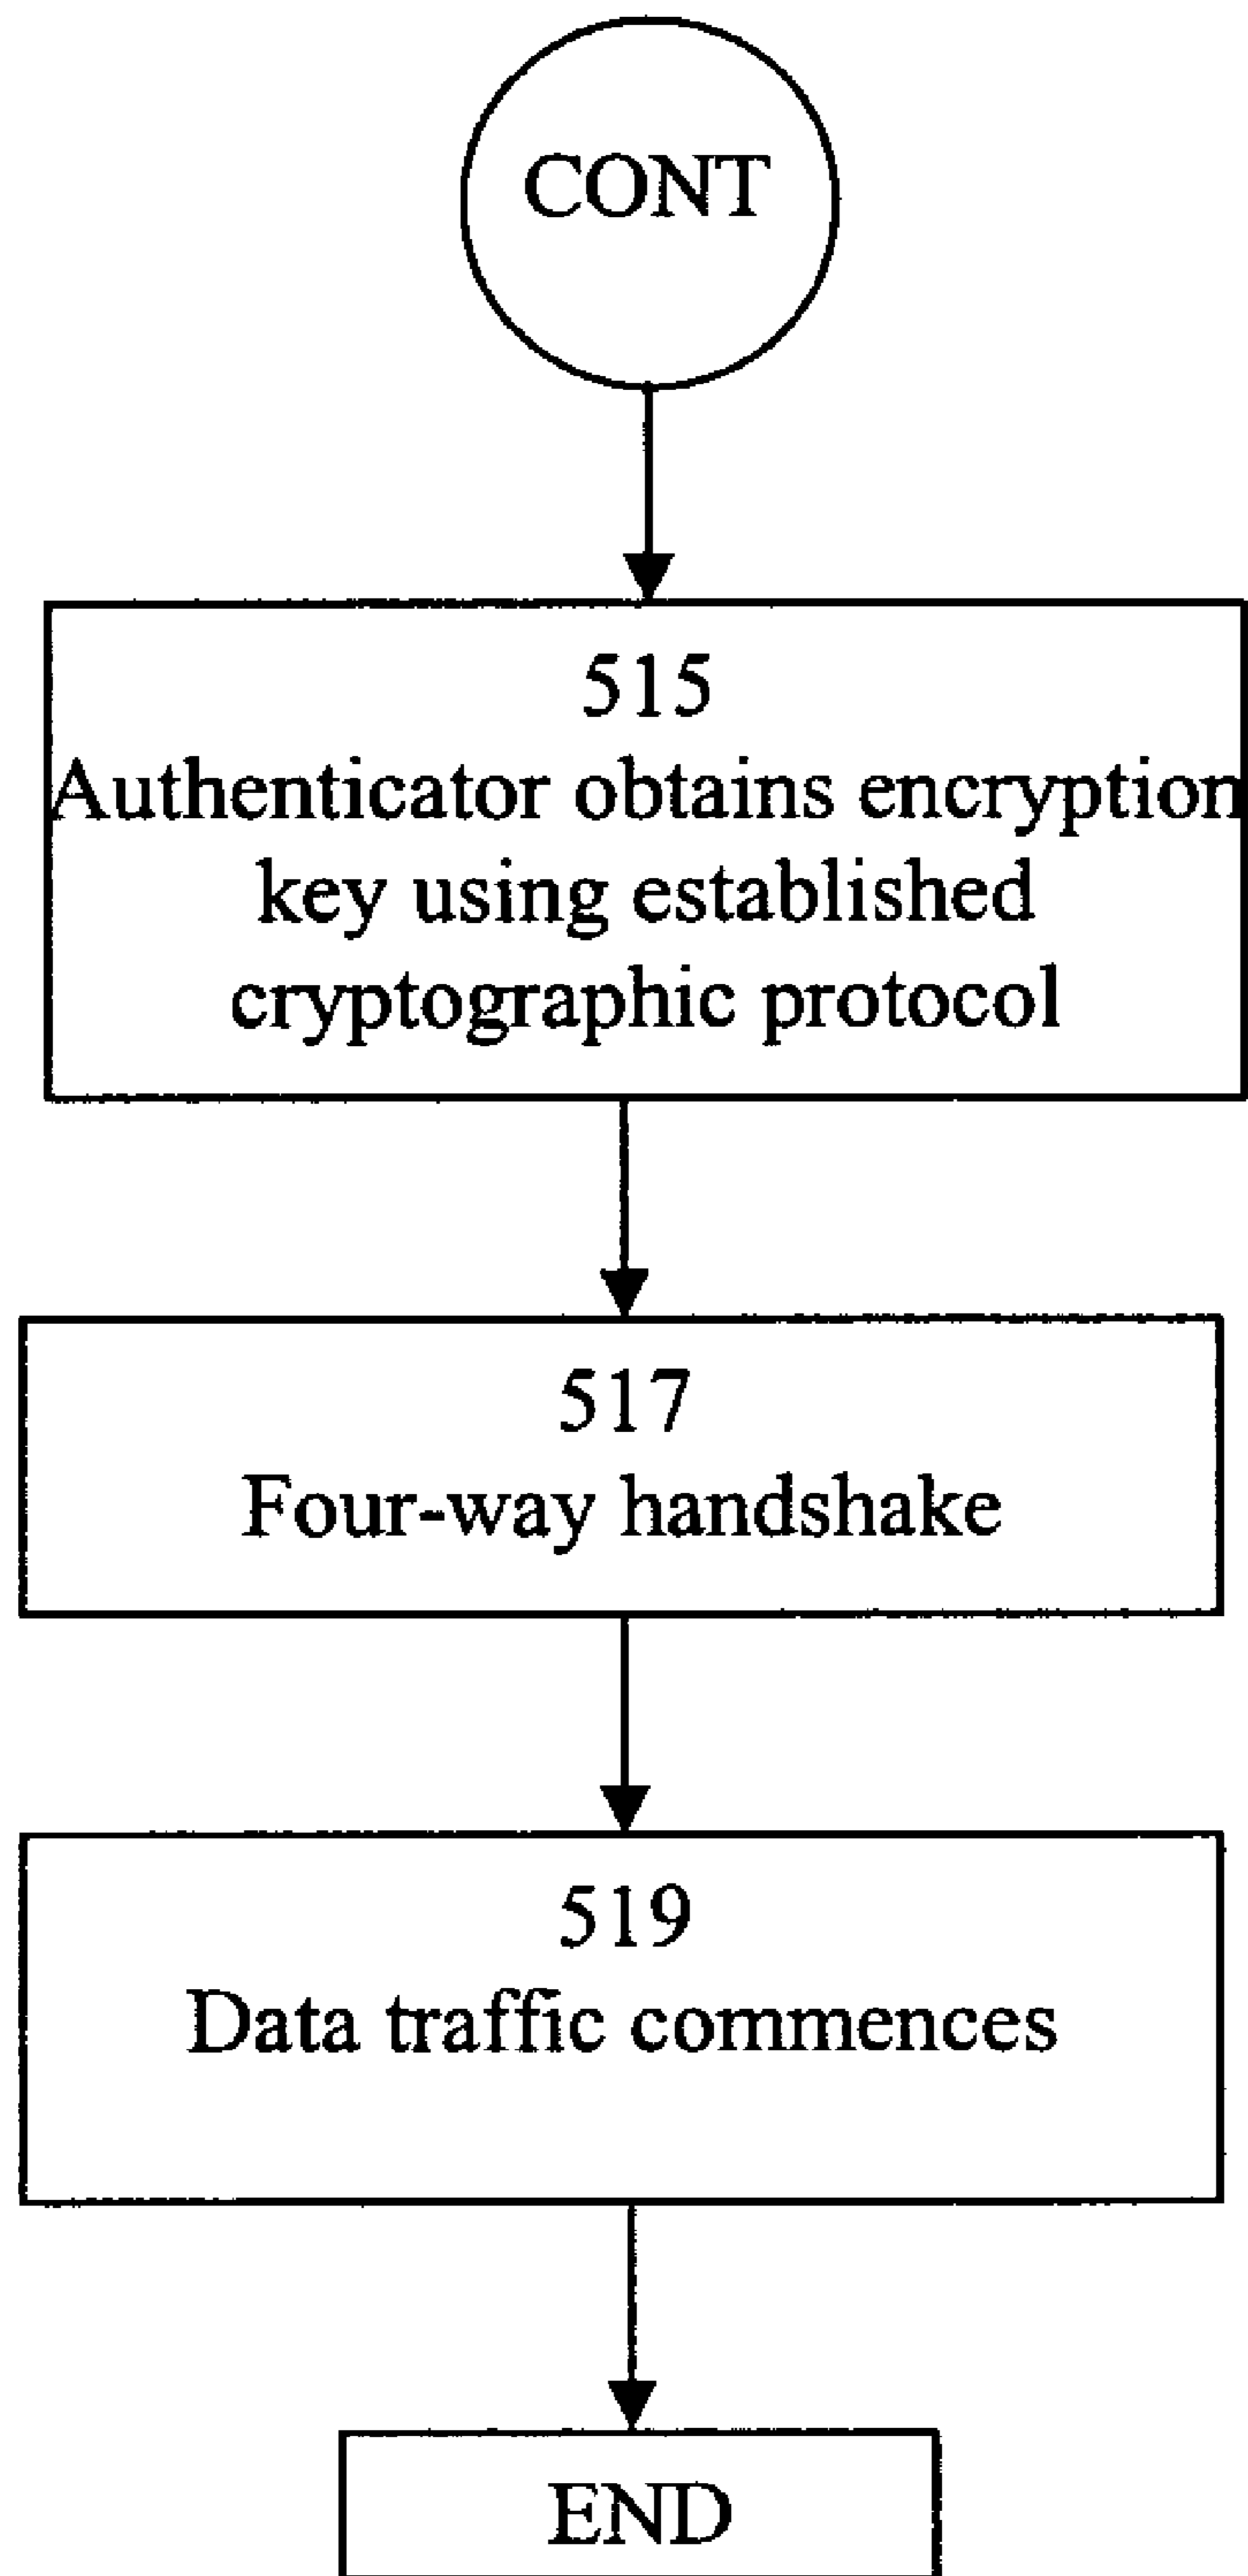 CONT
515
Authenticator obtains encryption
key using established
cryptographic protocol
517
Four-way handshake
519
Data traffic commences
END